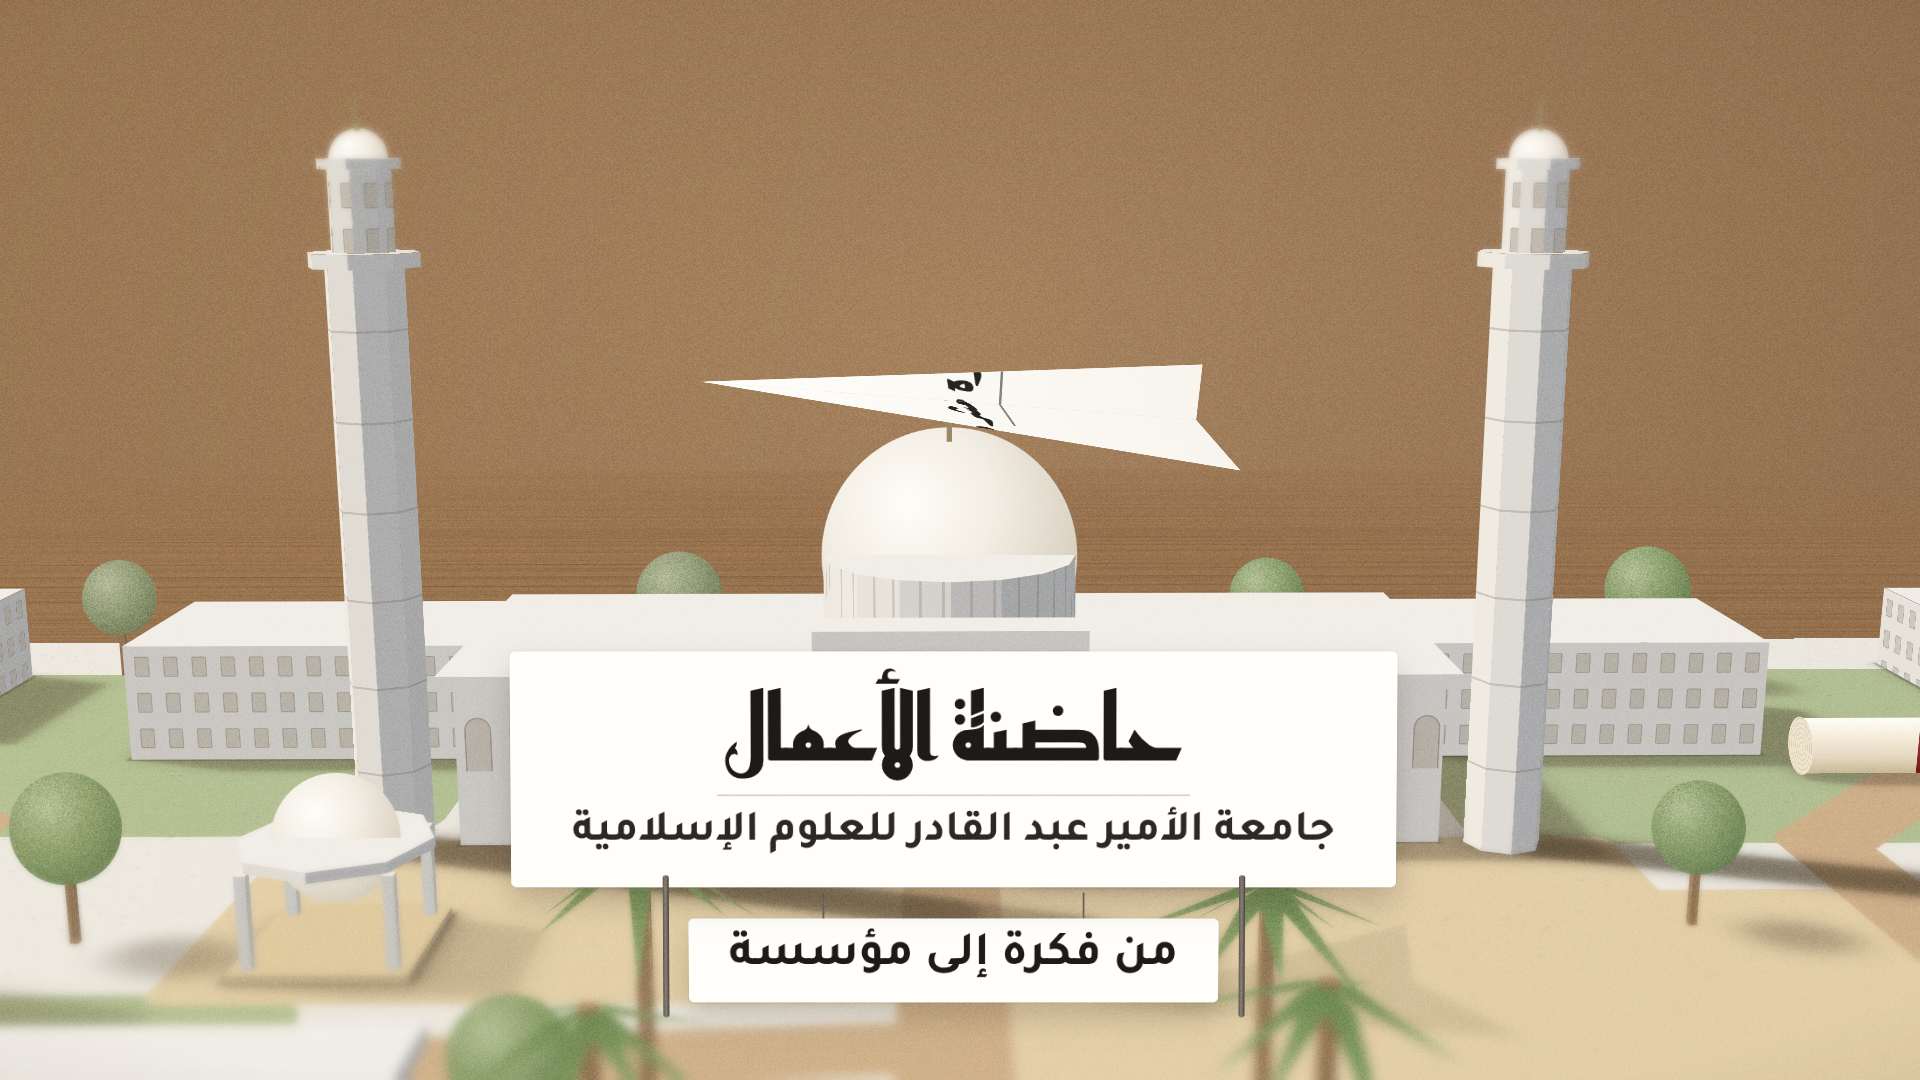 حاضنة الأعمال
جامعة الأمير عبد القادر للعلوم الإسلامية
من فكرة إلى مؤسسة